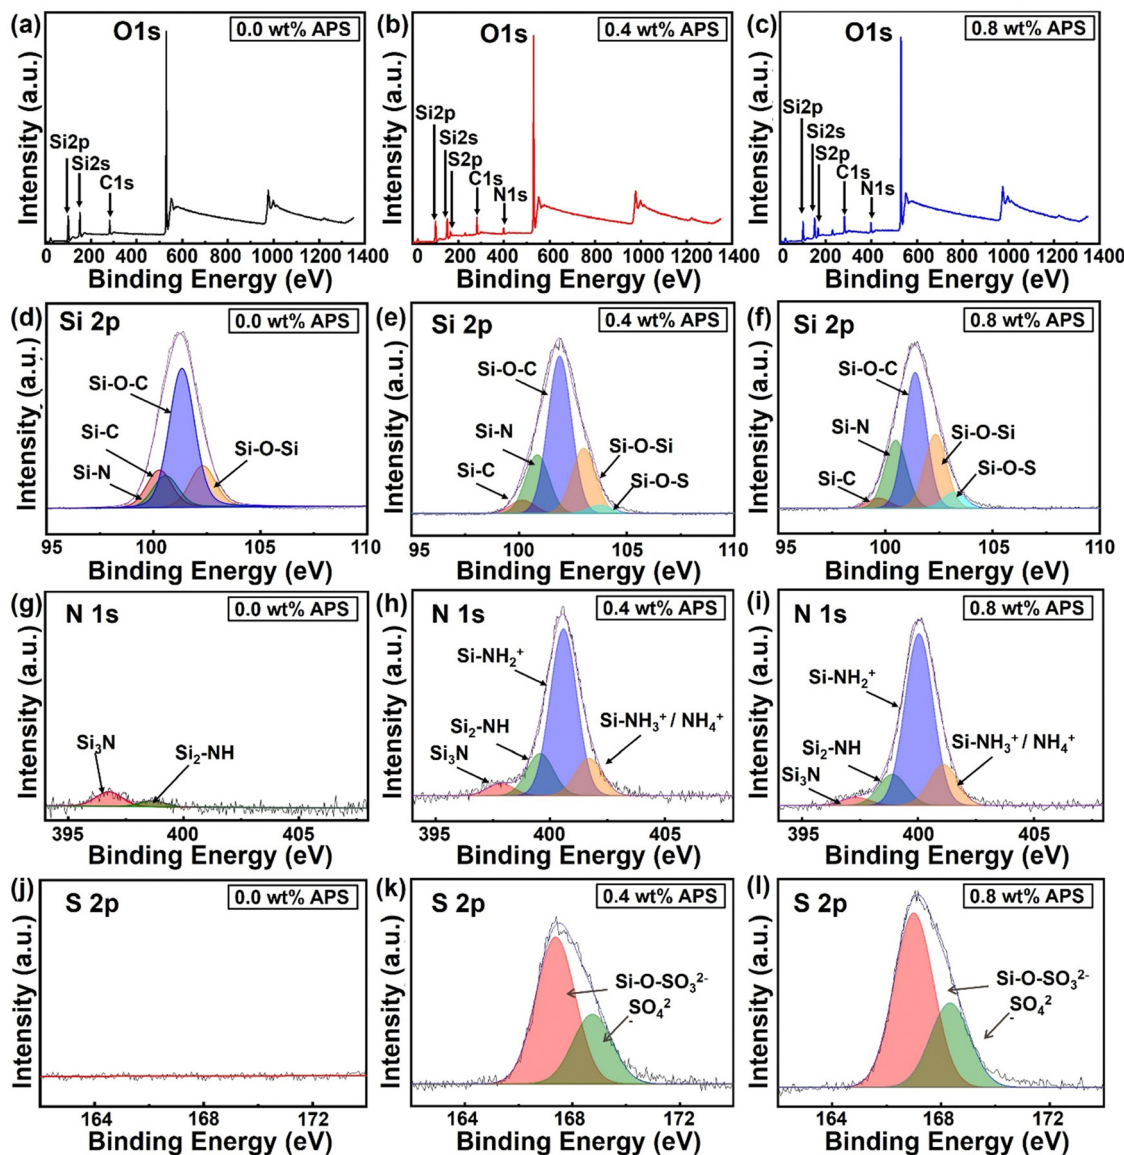 (a)
O1s
0.0 wt% APS
Si2p
Si2s
C1s
Intensity (a.u.)
0 200 400 600 800 1000 1200 1400
Binding Energy (eV)
(b)
O1s
0.4 wt% APS
Si2p
Si2s
S2p
C1s
N1s
Intensity (a.u.)
0 200 400 600 800 1000 1200 1400
Binding Energy (eV)
(c)
O1s
0.8 wt% APS
Si2p
Si2s
S2p
C1s
N1s
Intensity (a.u.)
0 200 400 600 800 1000 1200 1400
Binding Energy (eV)
(d)
Si 2p
0.0 wt% APS
Si-O-C
Si-C
Si-N
Si-O-Si
Intensity (a.u.)
95 100 105 110
Binding Energy (eV)
(e)
Si 2p
0.4 wt% APS
Si-O-C
Si-N
Si-C
Si-O-Si
Si-O-S
Intensity (a.u.)
95 100 105 110
Binding Energy (eV)
(f)
Si 2p
0.8 wt% APS
Si-O-C
Si-N
Si-C
Si-O-Si
Si-O-S
Intensity (a.u.)
95 100 105 110
Binding Energy (eV)
(g)
N 1s
0.0 wt% APS
Si₃N
Si₂-NH
Intensity (a.u.)
395 400 405
Binding Energy (eV)
(h)
N 1s
0.4 wt% APS
Si-NH₂⁺
Si₂-NH
Si₃N
Si-NH₃⁺ / NH₄⁺
Intensity (a.u.)
395 400 405
Binding Energy (eV)
(i)
N 1s
0.8 wt% APS
Si-NH₂⁺
Si₂-NH
Si₃N
Si-NH₃⁺ / NH₄⁺
Intensity (a.u.)
395 400 405
Binding Energy (eV)
(j)
S 2p
0.0 wt% APS
Intensity (a.u.)
164 168 172
Binding Energy (eV)
(k)
S 2p
0.4 wt% APS
Si-O-SO₃²⁻
SO₄²
-
Intensity (a.u.)
164 168 172
Binding Energy (eV)
(l)
S 2p
0.8 wt% APS
Si-O-SO₃²⁻
SO₄²
-
Intensity (a.u.)
164 168 172
Binding Energy (eV)